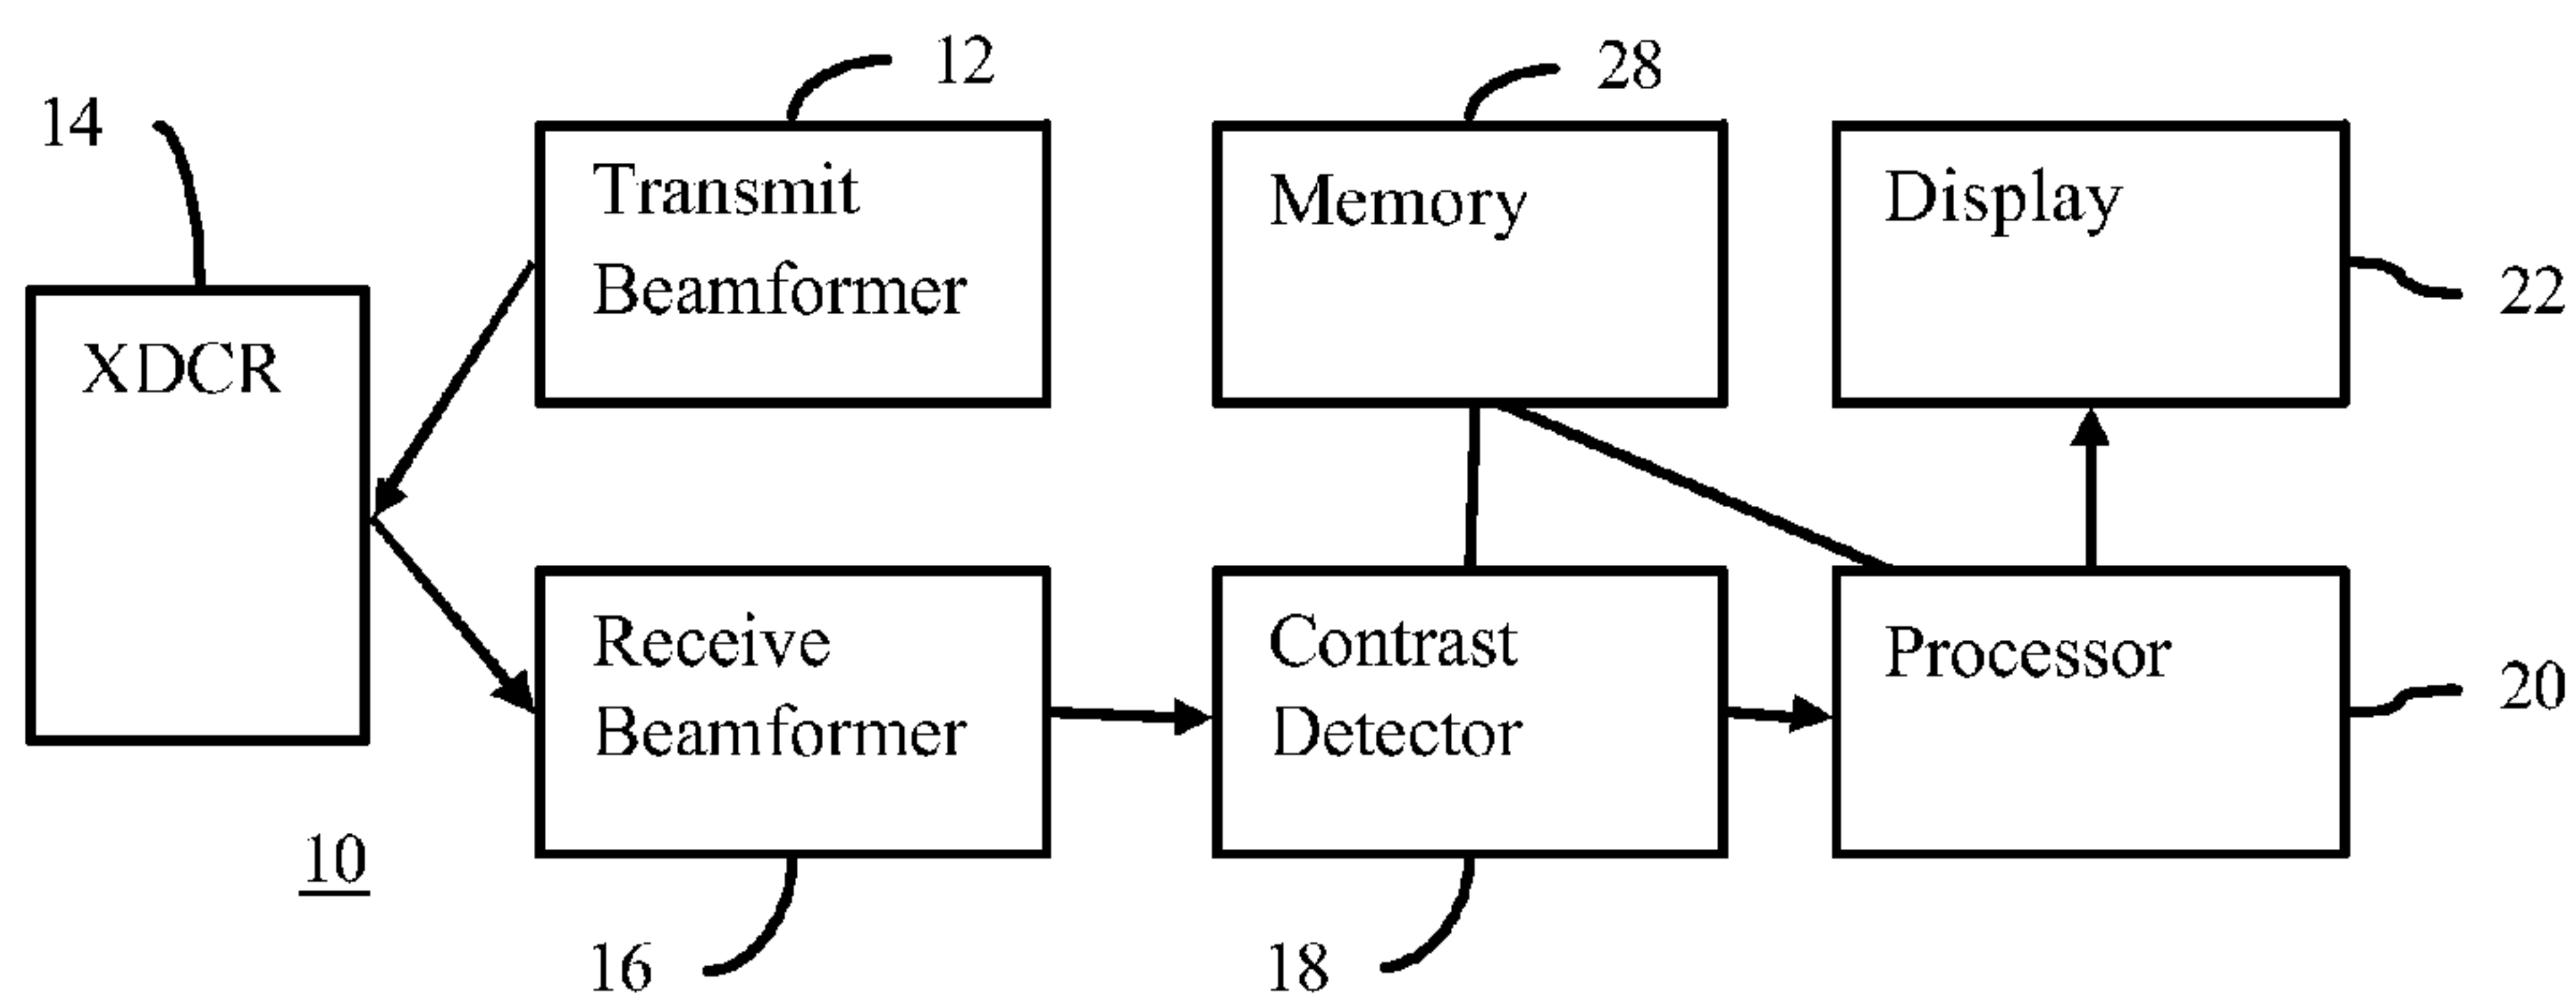 12
28
14
Transmit
Beamformer
Memory
Display
22
XDCR
Receive
Beamformer
Contrast
Detector
Processor
20
10
16
18